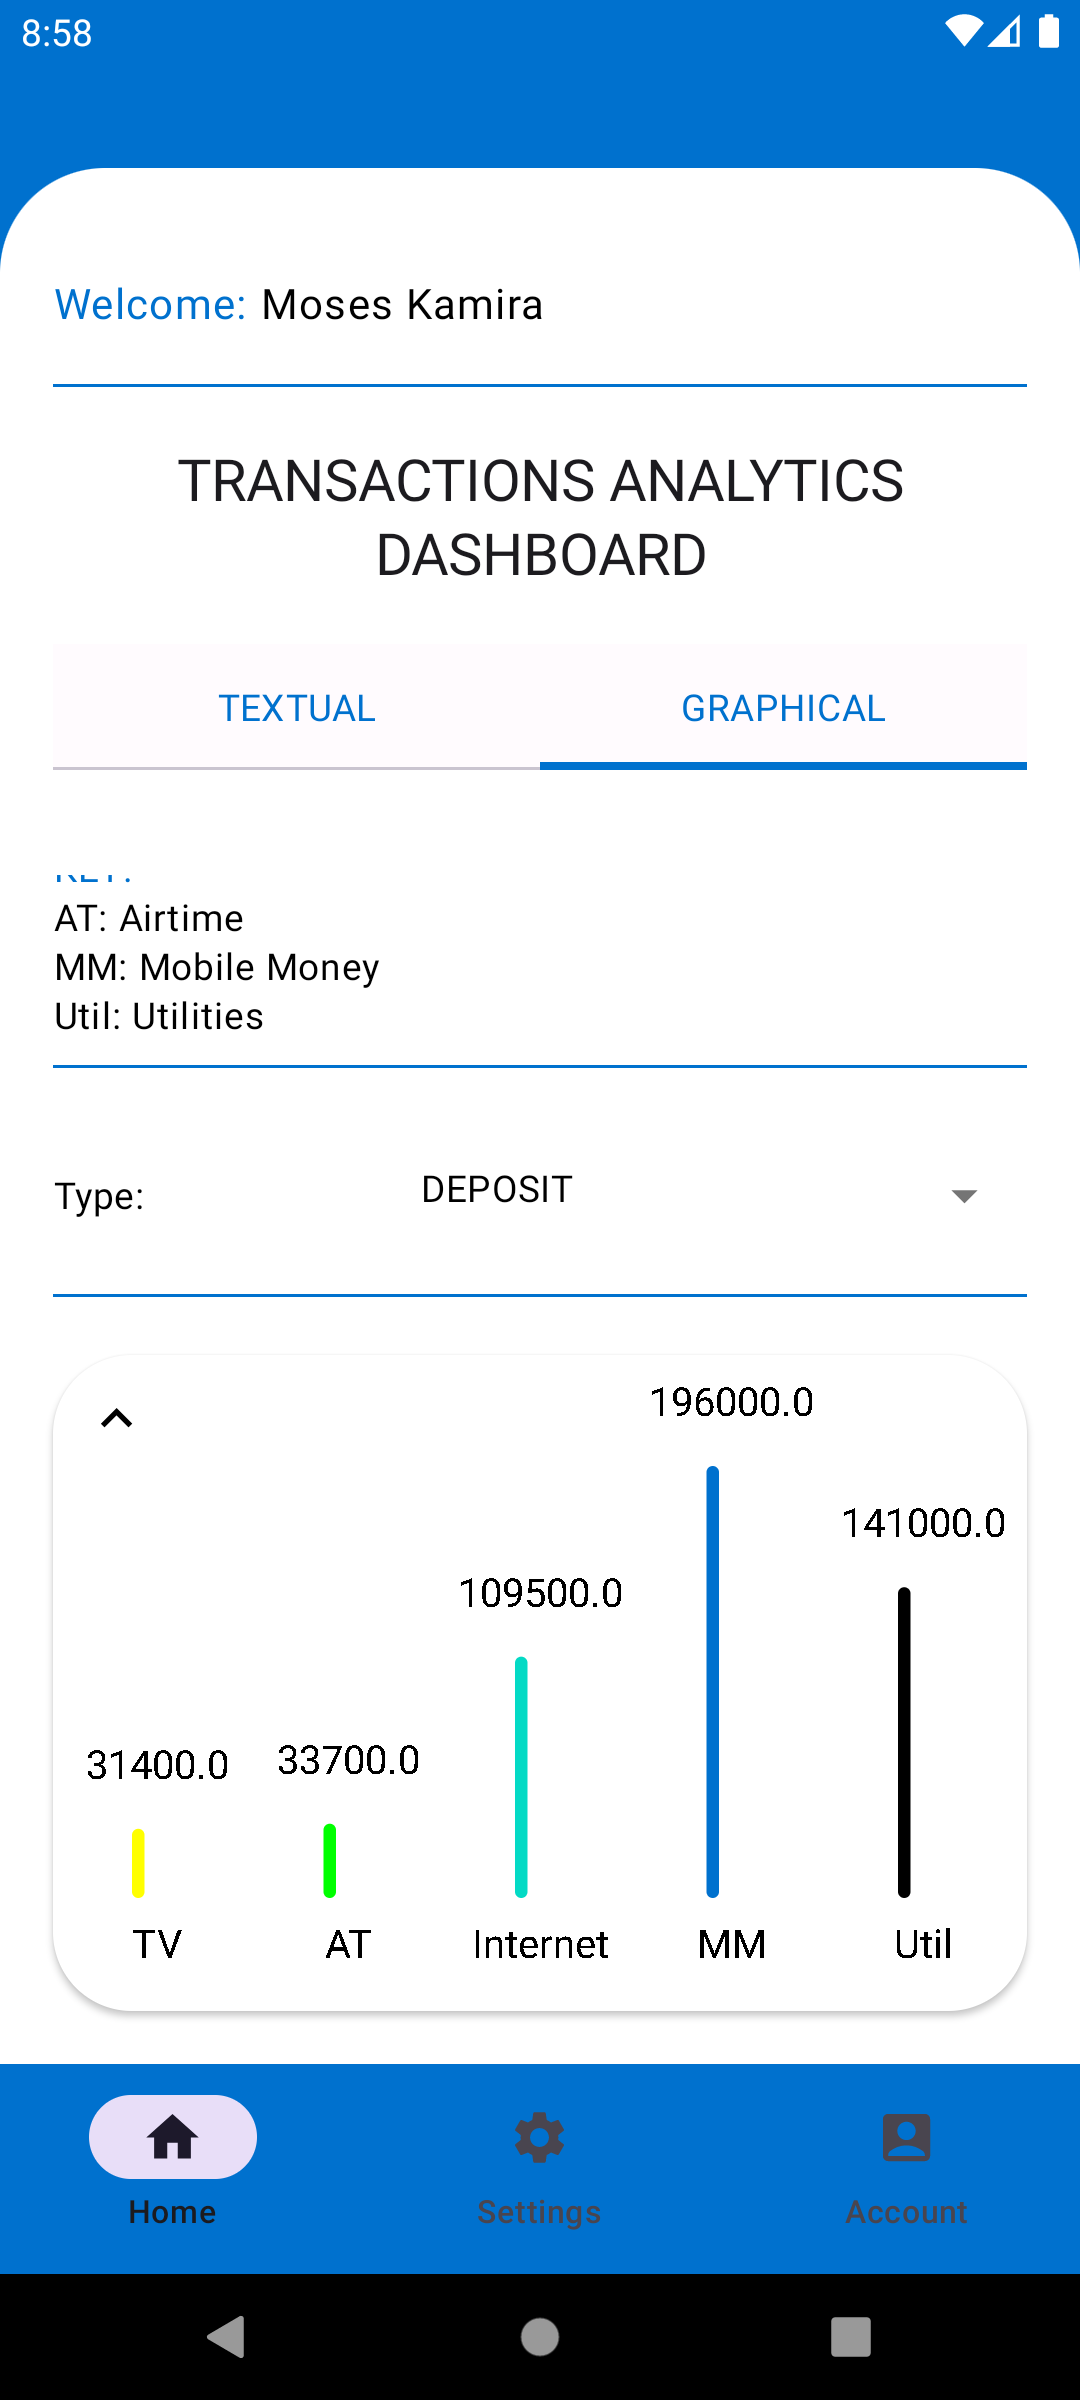 8:58
Welcome: Moses Kamira
TRANSACTIONS ANALYTICS
DASHBOARD
TEXTUAL
GRAPHICAL
AT: Airtime
MM: Mobile Money
Util: Utilities
Type:
DEPOSIT
196000.0
141000.0
109500.0
31400.0
33700.0
TV
AT
Internet
MM
Util
Home
Settings
Account